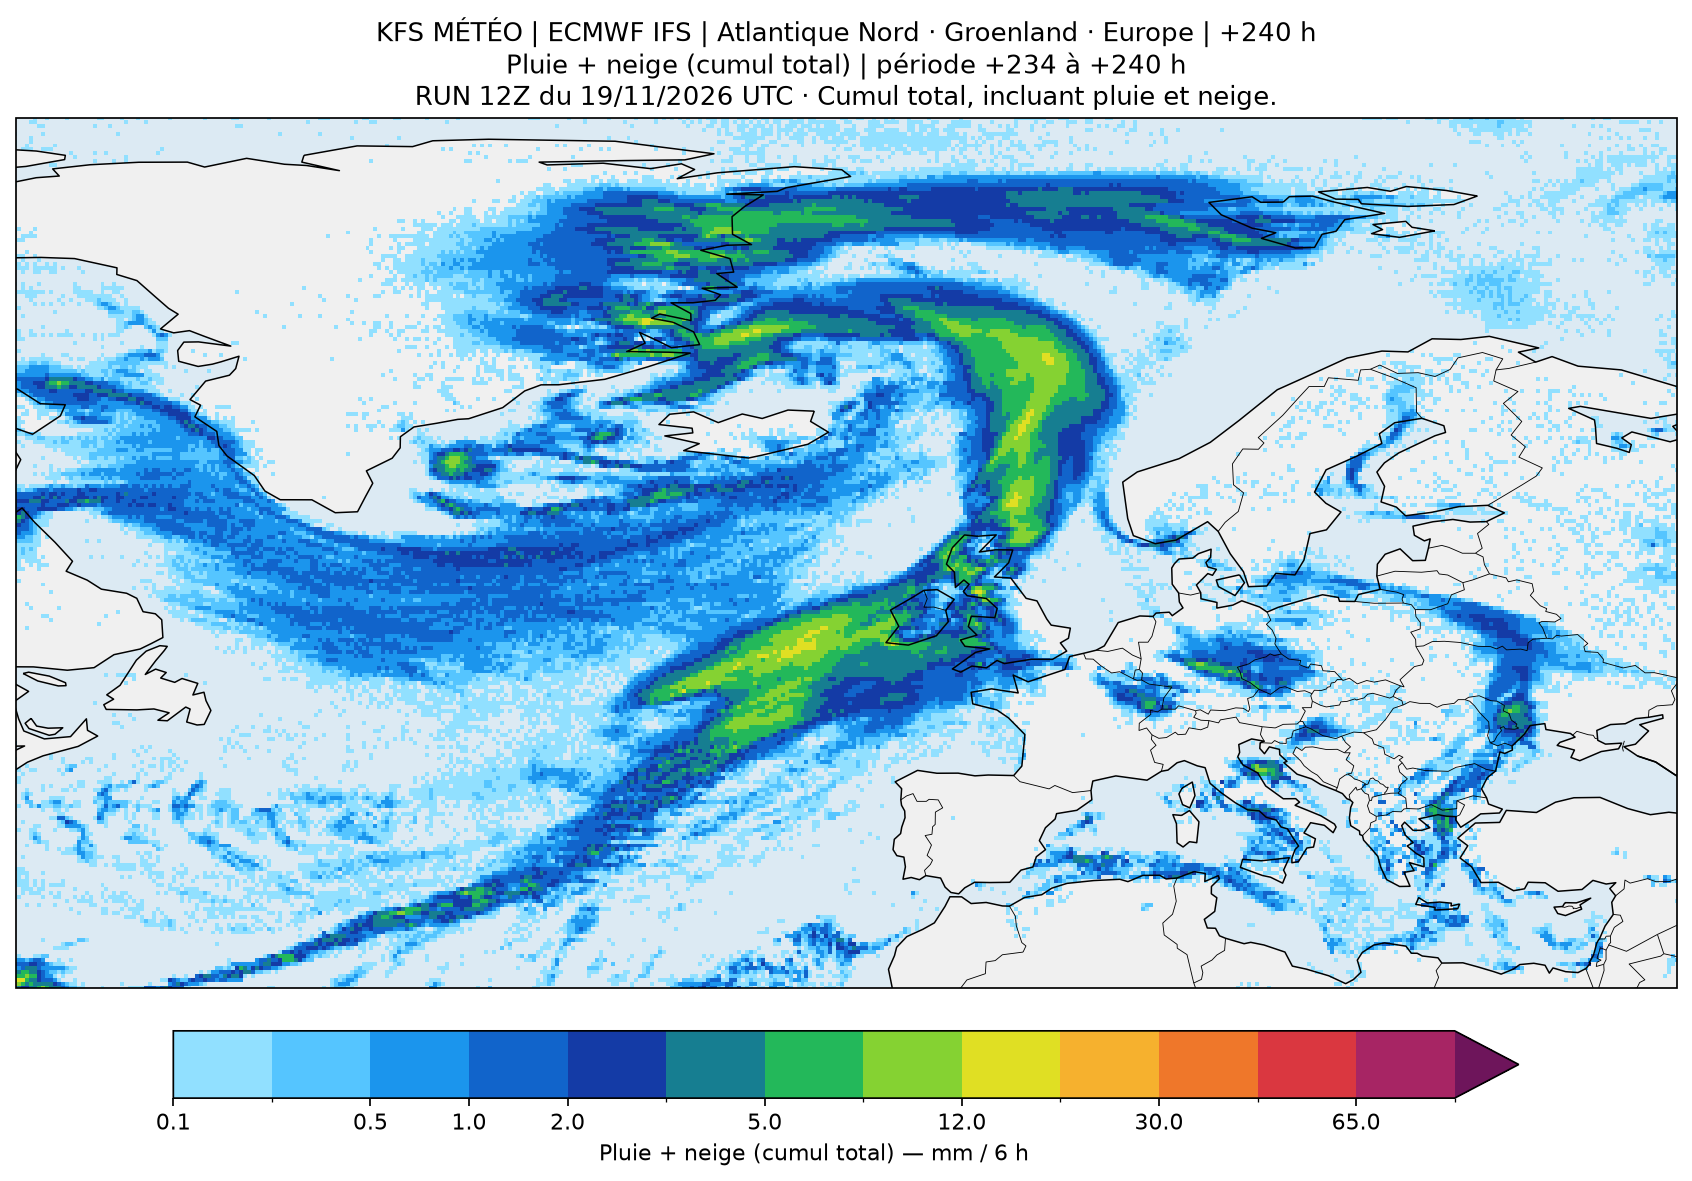 KFS MÉTÉO | ECMWF IFS | Atlantique Nord · Groenland · Europe | +240 h
Pluie + neige (cumul total) | période +234 à +240 h
RUN 12Z du 19/11/2026 UTC · Cumul total, incluant pluie et neige.
0.1 0.5 1.0 2.0 5.0 12.0 30.0 65.0
Pluie + neige (cumul total) — mm / 6 h